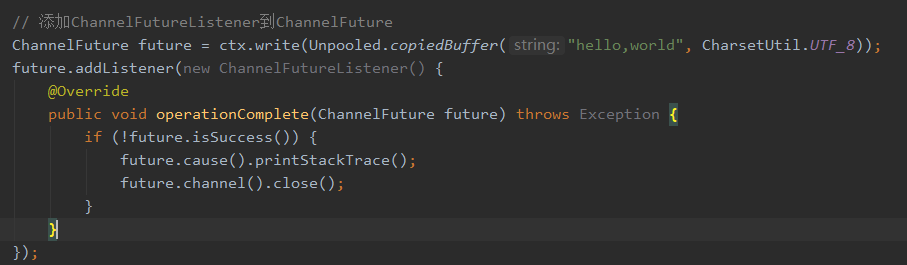 // 添加ChannelFutureListener到ChannelFuture
ChannelFuture future = ctx.write(Unpooled.copiedBuffer( string: "hello,world", CharsetUtil.UTF_8));
future.addListener(new ChannelFutureListener() {
@Override
public void operationComplete(ChannelFuture future) throws Exception {
if (!future.isSuccess()) {
future.cause().printStackTrace();
future.channel().close();
}
}
});